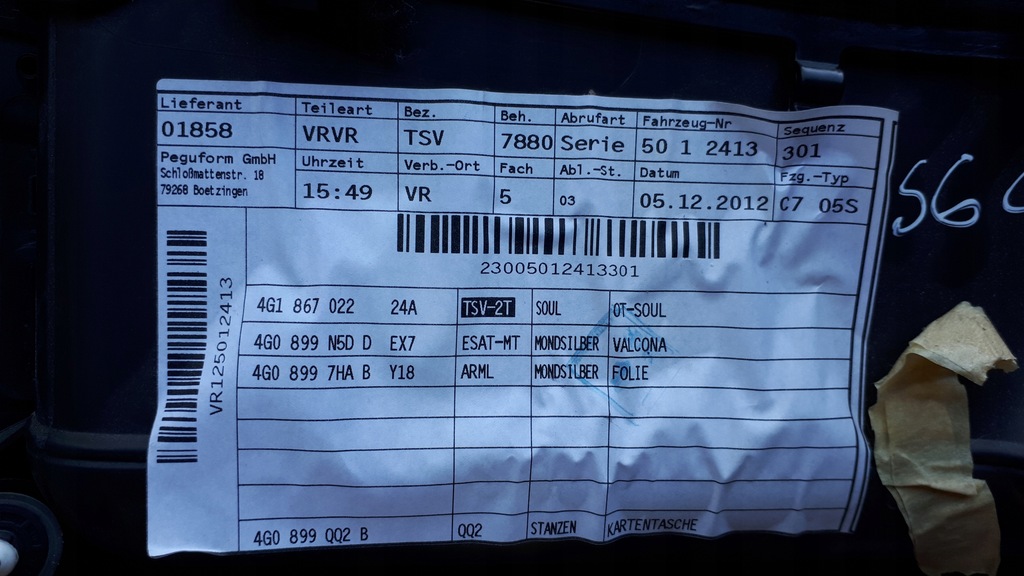 Lieferant Teileart Bez. Beh. Abrufart Fahrzeug-Nr Sequenz
01858 VRVR TSV 7880 Serie 50 1 2413 301
Peguform GmbH Uhrzeit Verb.-Ort Fach Abl.-St. Datum Fzg.-Typ
Schloßmattenstr. 18
79268 Boetzingen 15:49 VR 5 03 05.12.2012 C7 05S
23005012413301
VR125012413
4G1 867 022 24A TSV-2T SOUL OT-SOUL
4G0 899 N5D D EX7 ESAT-MT MONDSILBER VALCONA
4G0 899 7HA B Y18 ARML MONDSILBER FOLIE
4G0 899 QQ2 B QQ2 STANZEN KARTENTASCHE
56